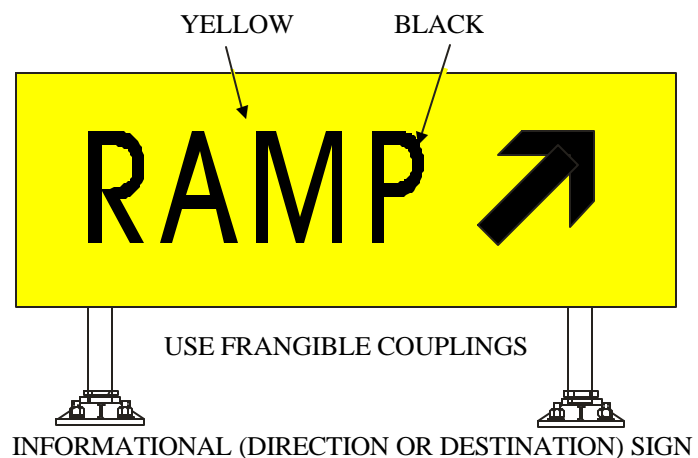 YELLOW BLACK
RAMP
USE FRANGIBLE COUPLINGS
INFORMATIONAL (DIRECTION OR DESTINATION) SIGN